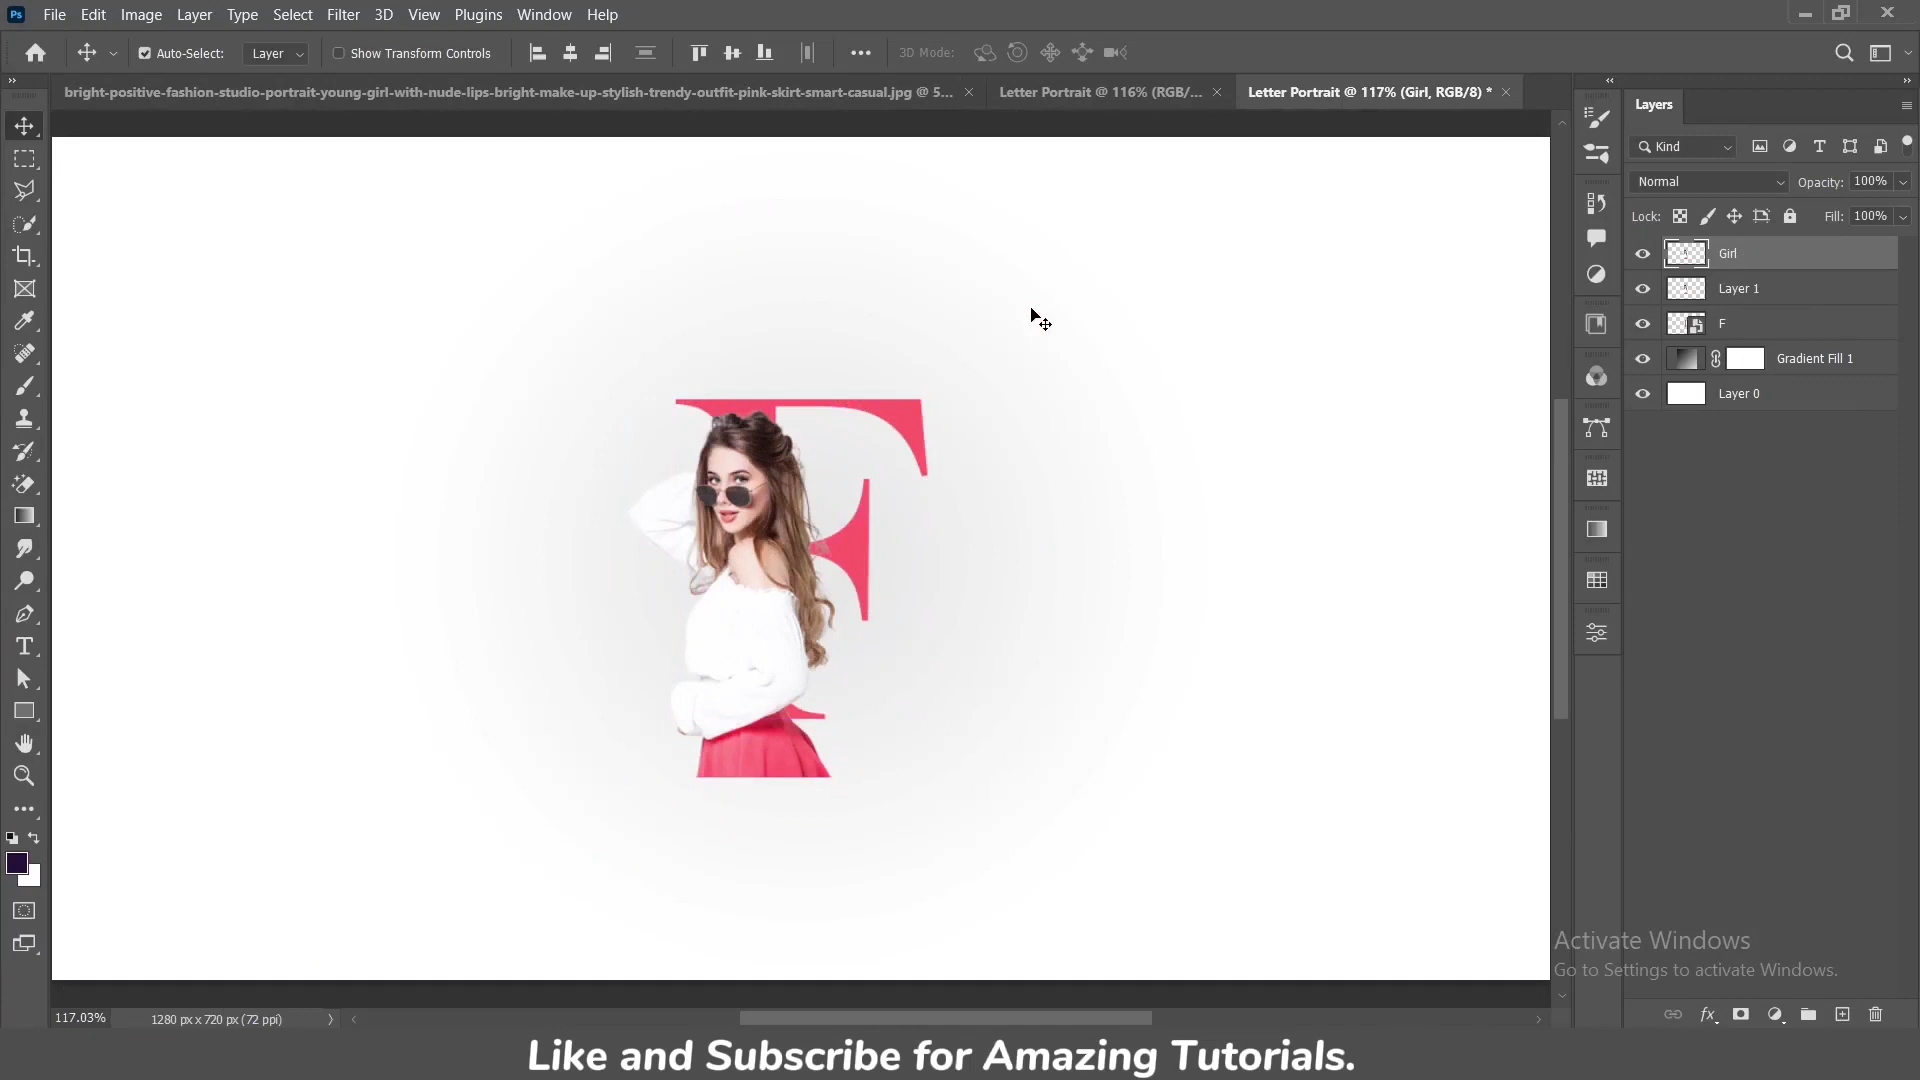 Ps File Edit Image Layer Type Select Filter 3D View Plugins Window Help
Auto-Select: Layer Show Transform Controls 3D Mode:
bright-positive-fashion-studio-portrait-young-girl-with-nude-lips-bright-make-up-stylish-trendy-outfit-pink-skirt-smart-casual.jpg @ 5... Letter Portrait @ 116% (RGB/... Letter Portrait @ 117% (Girl, RGB/8) *
Layers
Kind
Normal Opacity: 100%
Lock: Fill: 100%
Girl
Layer 1
F
Gradient Fill 1
Layer 0
F
Activate Windows
Go to Settings to activate Windows.
117.03% 1280 px x 720 px (72 ppi)
Like and Subscribe for Amazing Tutorials.